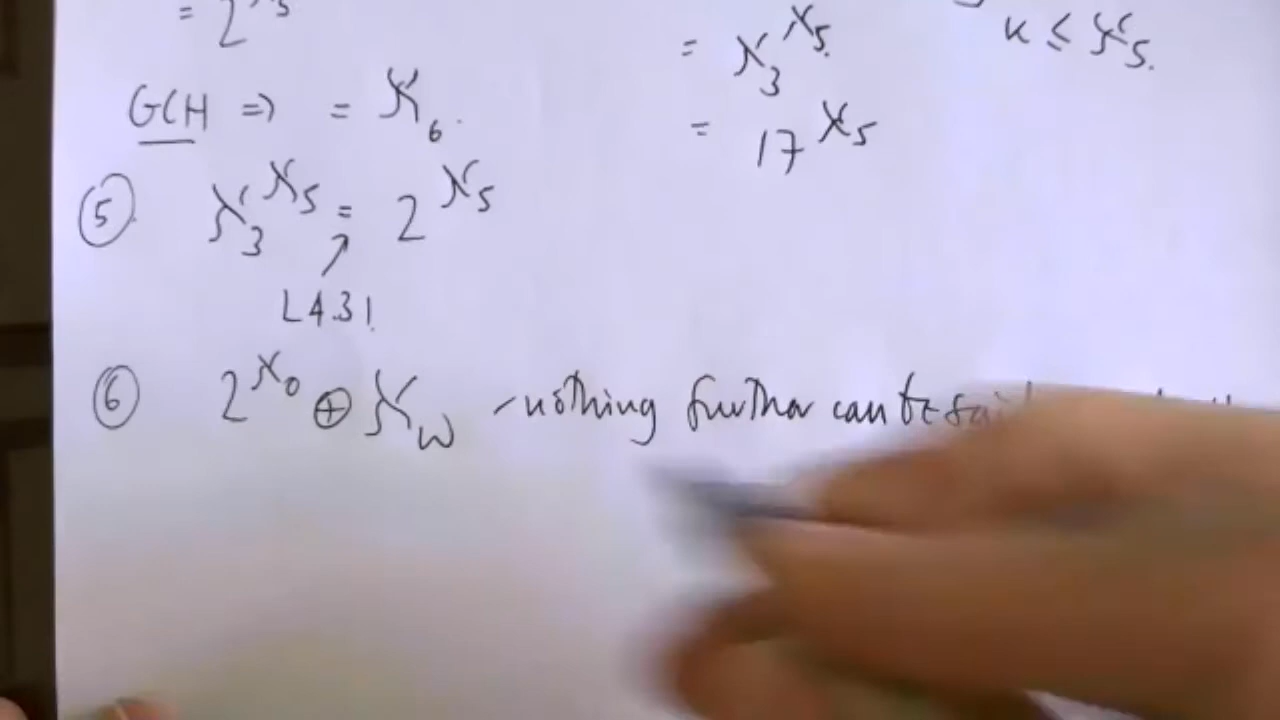 = 2^ℵ5
= ℵ3^ℵ5.
κ ≤ ℵ5.
GCH => = ℵ6.
= 17^ℵ5
⑤ ℵ3^ℵ5 = 2^ℵ5
L4.31.
⑥ 2^ℵ0 ⊕ ℵω - nothing further can be